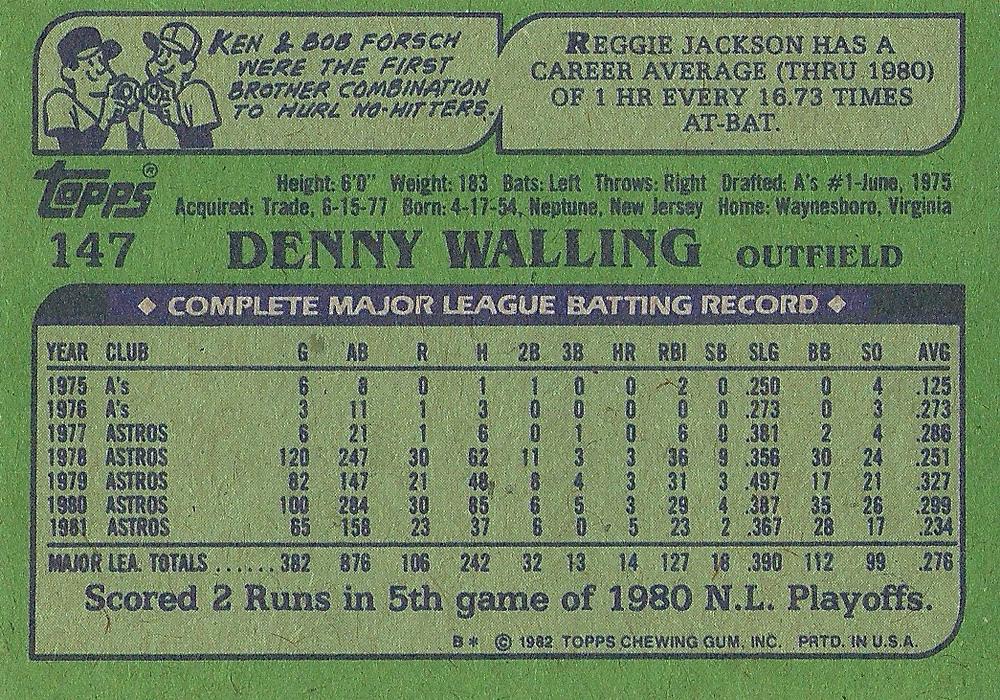 KEN & BOB FORSCH
WERE THE FIRST
BROTHER COMBINATION
TO HURL NO-HITTERS.
REGGIE JACKSON HAS A
CAREER AVERAGE (THRU 1980)
OF 1 HR EVERY 16.73 TIMES
AT-BAT.
topps®
Height: 6'0" Weight: 183 Bats: Left Throws: Right Drafted: A's #1-June, 1975
Acquired: Trade, 6-15-77 Born: 4-17-54, Neptune, New Jersey Home: Waynesboro, Virginia
147 DENNY WALLING OUTFIELD
COMPLETE MAJOR LEAGUE BATTING RECORD
YEAR CLUB G AB R H 2B 3B HR RBI SB SLG BB SO AVG
1975 A's 6 8 0 1 1 0 0 2 0 .250 0 4 .125
1976 A's 3 11 1 3 0 0 0 0 0 .273 0 3 .273
1977 ASTROS 6 21 1 6 0 1 0 6 0 .381 2 4 .286
1978 ASTROS 120 247 30 62 11 3 3 36 9 .356 30 24 .251
1979 ASTROS 82 147 21 48 8 4 3 31 3 .497 17 21 .327
1980 ASTROS 100 284 30 85 6 5 3 29 4 .387 35 26 .299
1981 ASTROS 65 158 23 37 6 0 5 23 2 .367 28 17 .234
MAJOR LEA. TOTALS ......382 876 106 242 32 13 14 127 18 .390 112 99 .276
Scored 2 Runs in 5th game of 1980 N.L. Playoffs.
B* © 1982 TOPPS CHEWING GUM, INC. PRTD. IN U.S.A.